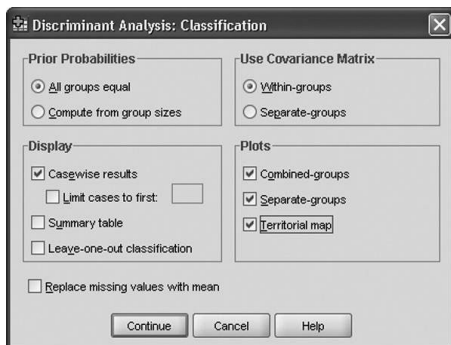 Discriminant Analysis: Classification
Prior Probabilities
All groups equal
Compute from group sizes
Use Covariance Matrix
Within-groups
Separate-groups
Display
Casewise results
Limit cases to first:
Summary table
Leave-one-out classification
Plots
Combined-groups
Separate-groups
Territorial map
Replace missing values with mean
Continue
Cancel
Help